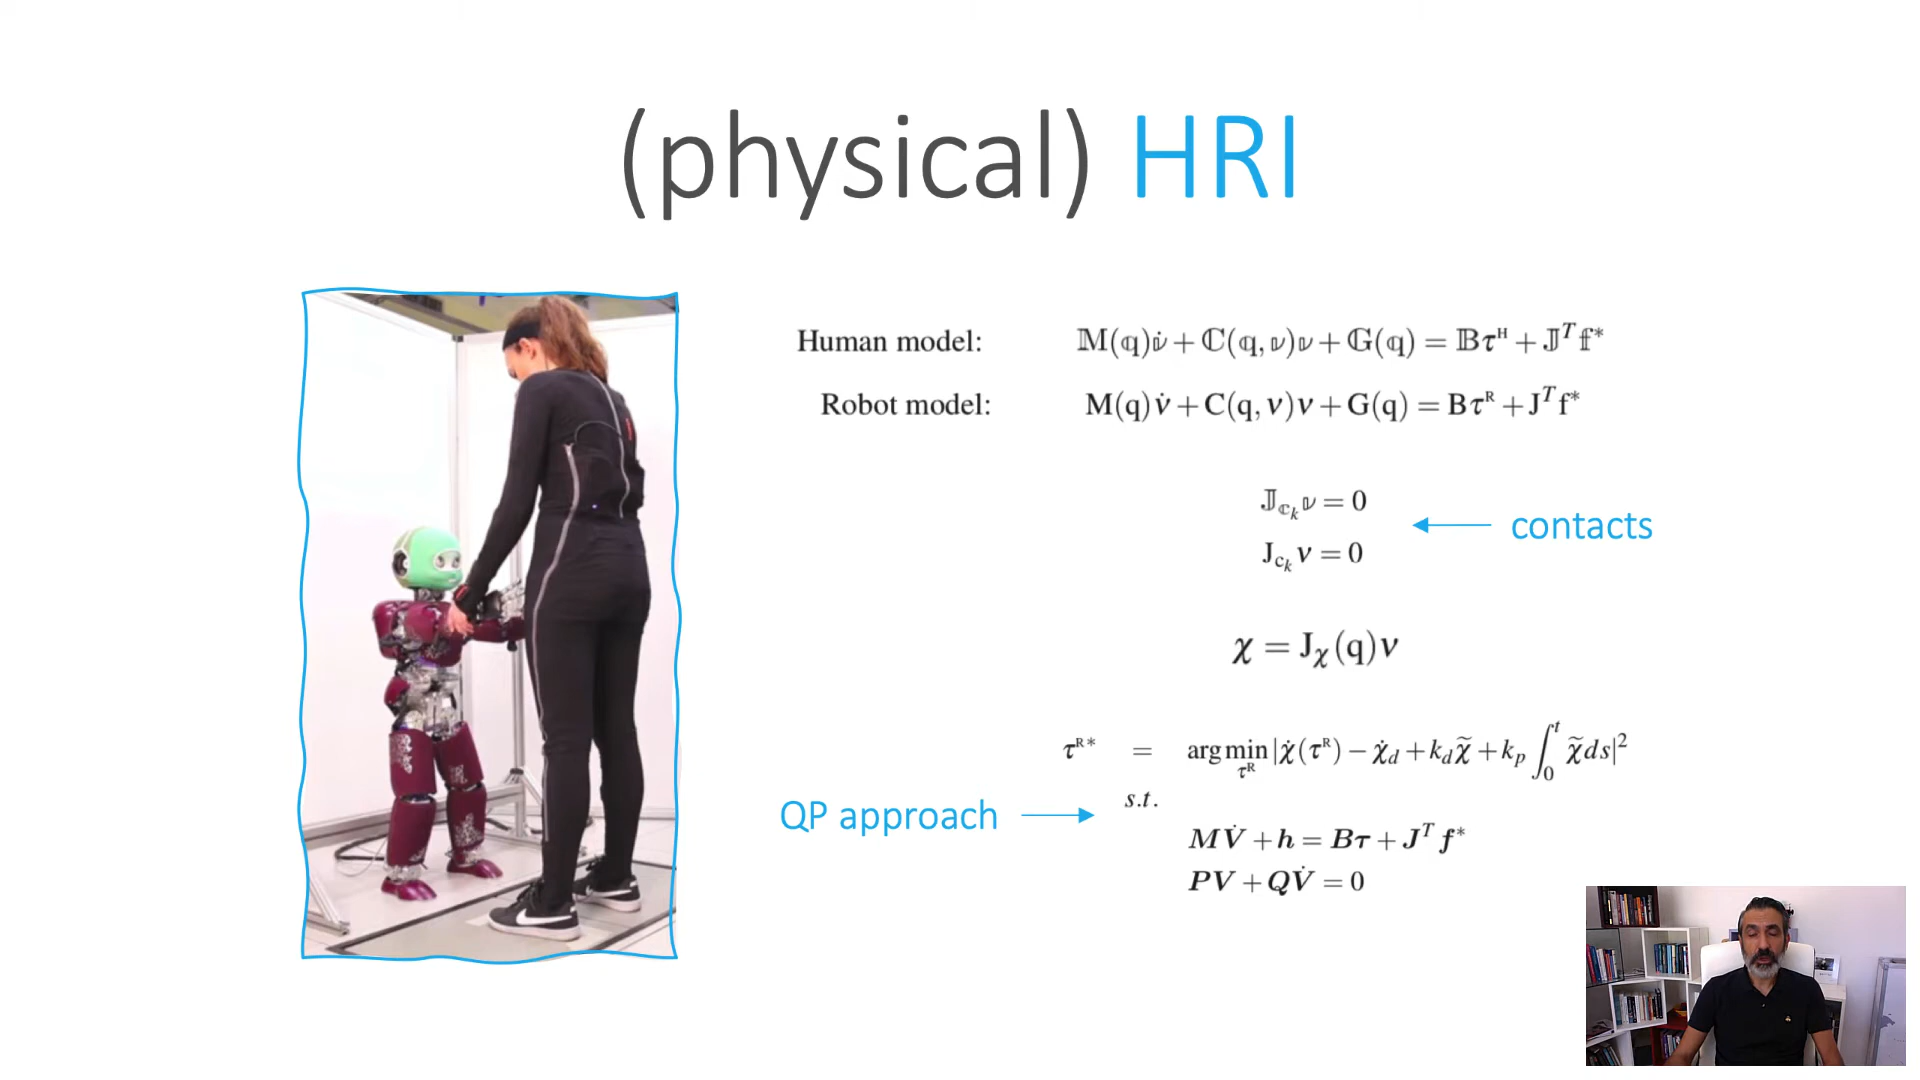 (physical) HRI
Human model: 𝕄(𝕢)ν̇ + ℂ(𝕢, ν)ν + 𝔾(𝕢) = 𝔹τᴴ + 𝕁ᵀ𝕗*
Robot model: M(q)ν̇ + C(q, ν)ν + G(q) = Bτᴿ + Jᵀf*
𝕁_{𝕔_k} ν = 0
contacts
J_{c_k} ν = 0
χ = J_χ(q)ν
τᴿ* = arg min_{τᴿ} |χ̇(τᴿ) − χ̇_d + k_d χ̃ + k_p ∫₀ᵗ χ̃ ds|²
s.t.
QP approach
MV̇ + h = Bτ + Jᵀ f*
PV + QV̇ = 0